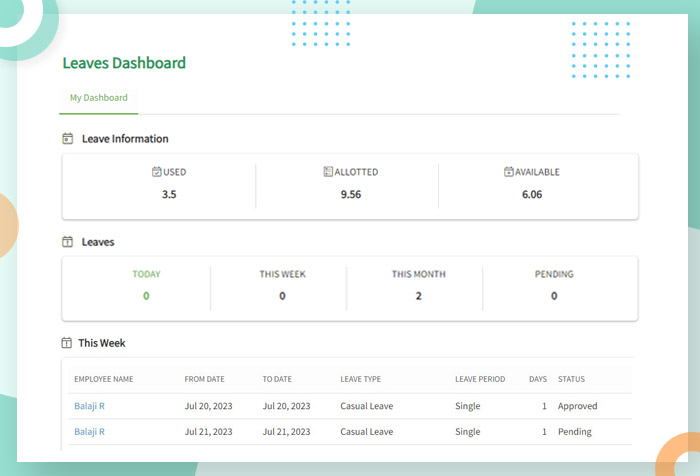 Leaves Dashboard
My Dashboard
Leave Information
USED ALLOTTED AVAILABLE
3.5 9.56 6.06
Leaves
TODAY THIS WEEK THIS MONTH PENDING
0 0 2 0
This Week
EMPLOYEE NAME FROM DATE TO DATE LEAVE TYPE LEAVE PERIOD DAYS STATUS
Balaji R Jul 20, 2023 Jul 20, 2023 Casual Leave Single 1 Approved
Balaji R Jul 21, 2023 Jul 21, 2023 Casual Leave Single 1 Pending